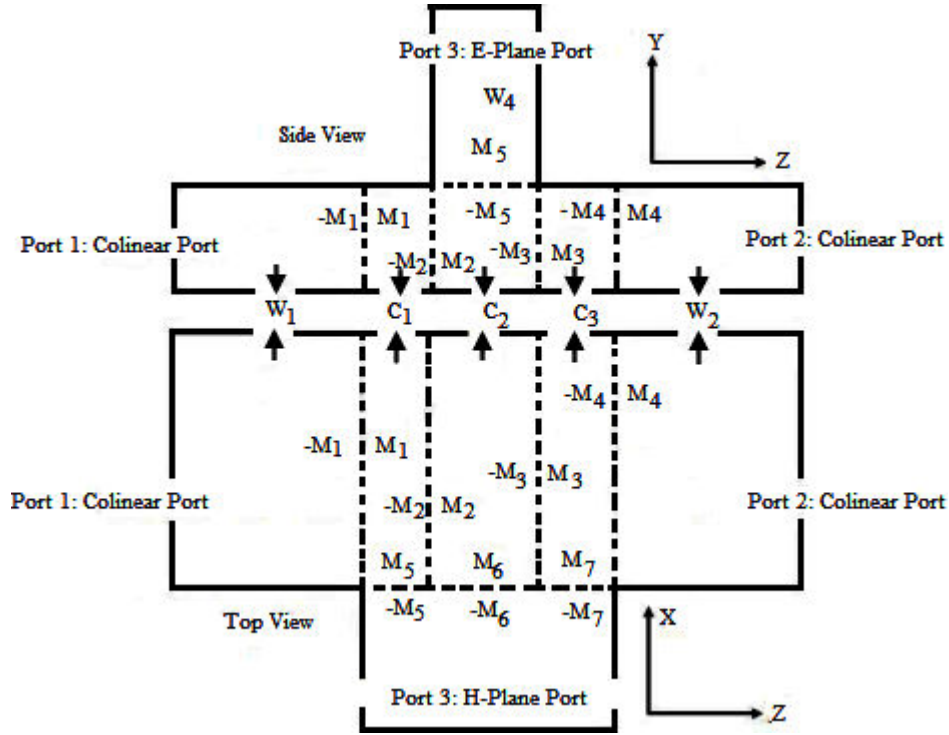 Port 3: E-Plane Port
Y
W4
Side View
M5
Z
-M1 M1 -M5 -M4 M4
Port 1: Colinear Port
Port 2: Colinear Port
-M2 M2 -M3 M3
W1 C1 C2 C3 W2
-M4 M4
-M1 M1
-M3 M3
Port 1: Colinear Port
Port 2: Colinear Port
-M2 M2
M5 M6 M7
-M5 -M6 -M7
Top View
X
Port 3: H-Plane Port
Z